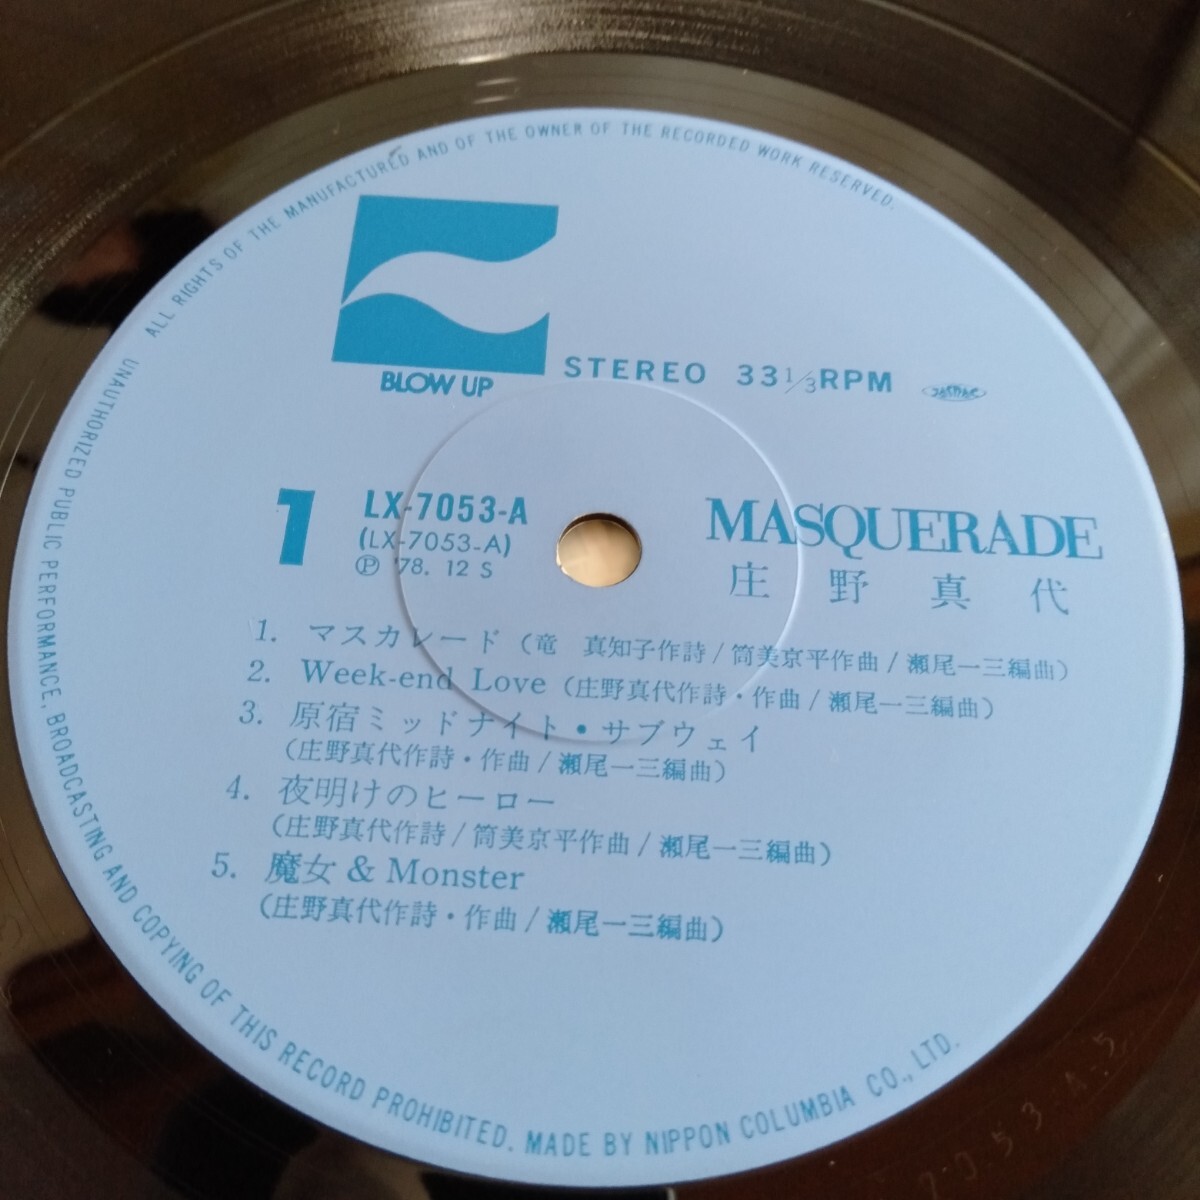 ALL RIGHTS OF THE MANUFACTURED AND OF THE OWNER OF THE RECORDED WORK RESERVED.
BLOW UP
STEREO 33 1/3 RPM
JASRAC
1
LX-7053-A
(LX-7053-A)
Ⓟ '78. 12 S
MASQUERADE
庄野真代
1. マスカレード (竜 真知子作詩/筒美京平作曲/瀬尾一三編曲)
2. Week-end Love (庄野真代作詩・作曲/瀬尾一三編曲)
3. 原宿ミッドナイト・サブウェイ
(庄野真代作詩・作曲/瀬尾一三編曲)
4. 夜明けのヒーロー
(庄野真代作詩/筒美京平作曲/瀬尾一三編曲)
5. 魔女 & Monster
(庄野真代作詩・作曲/瀬尾一三編曲)
UNAUTHORIZED PUBLIC PERFORMANCE, BROADCASTING AND COPYING OF THIS RECORD PROHIBITED. MADE BY NIPPON COLUMBIA CO., LTD.